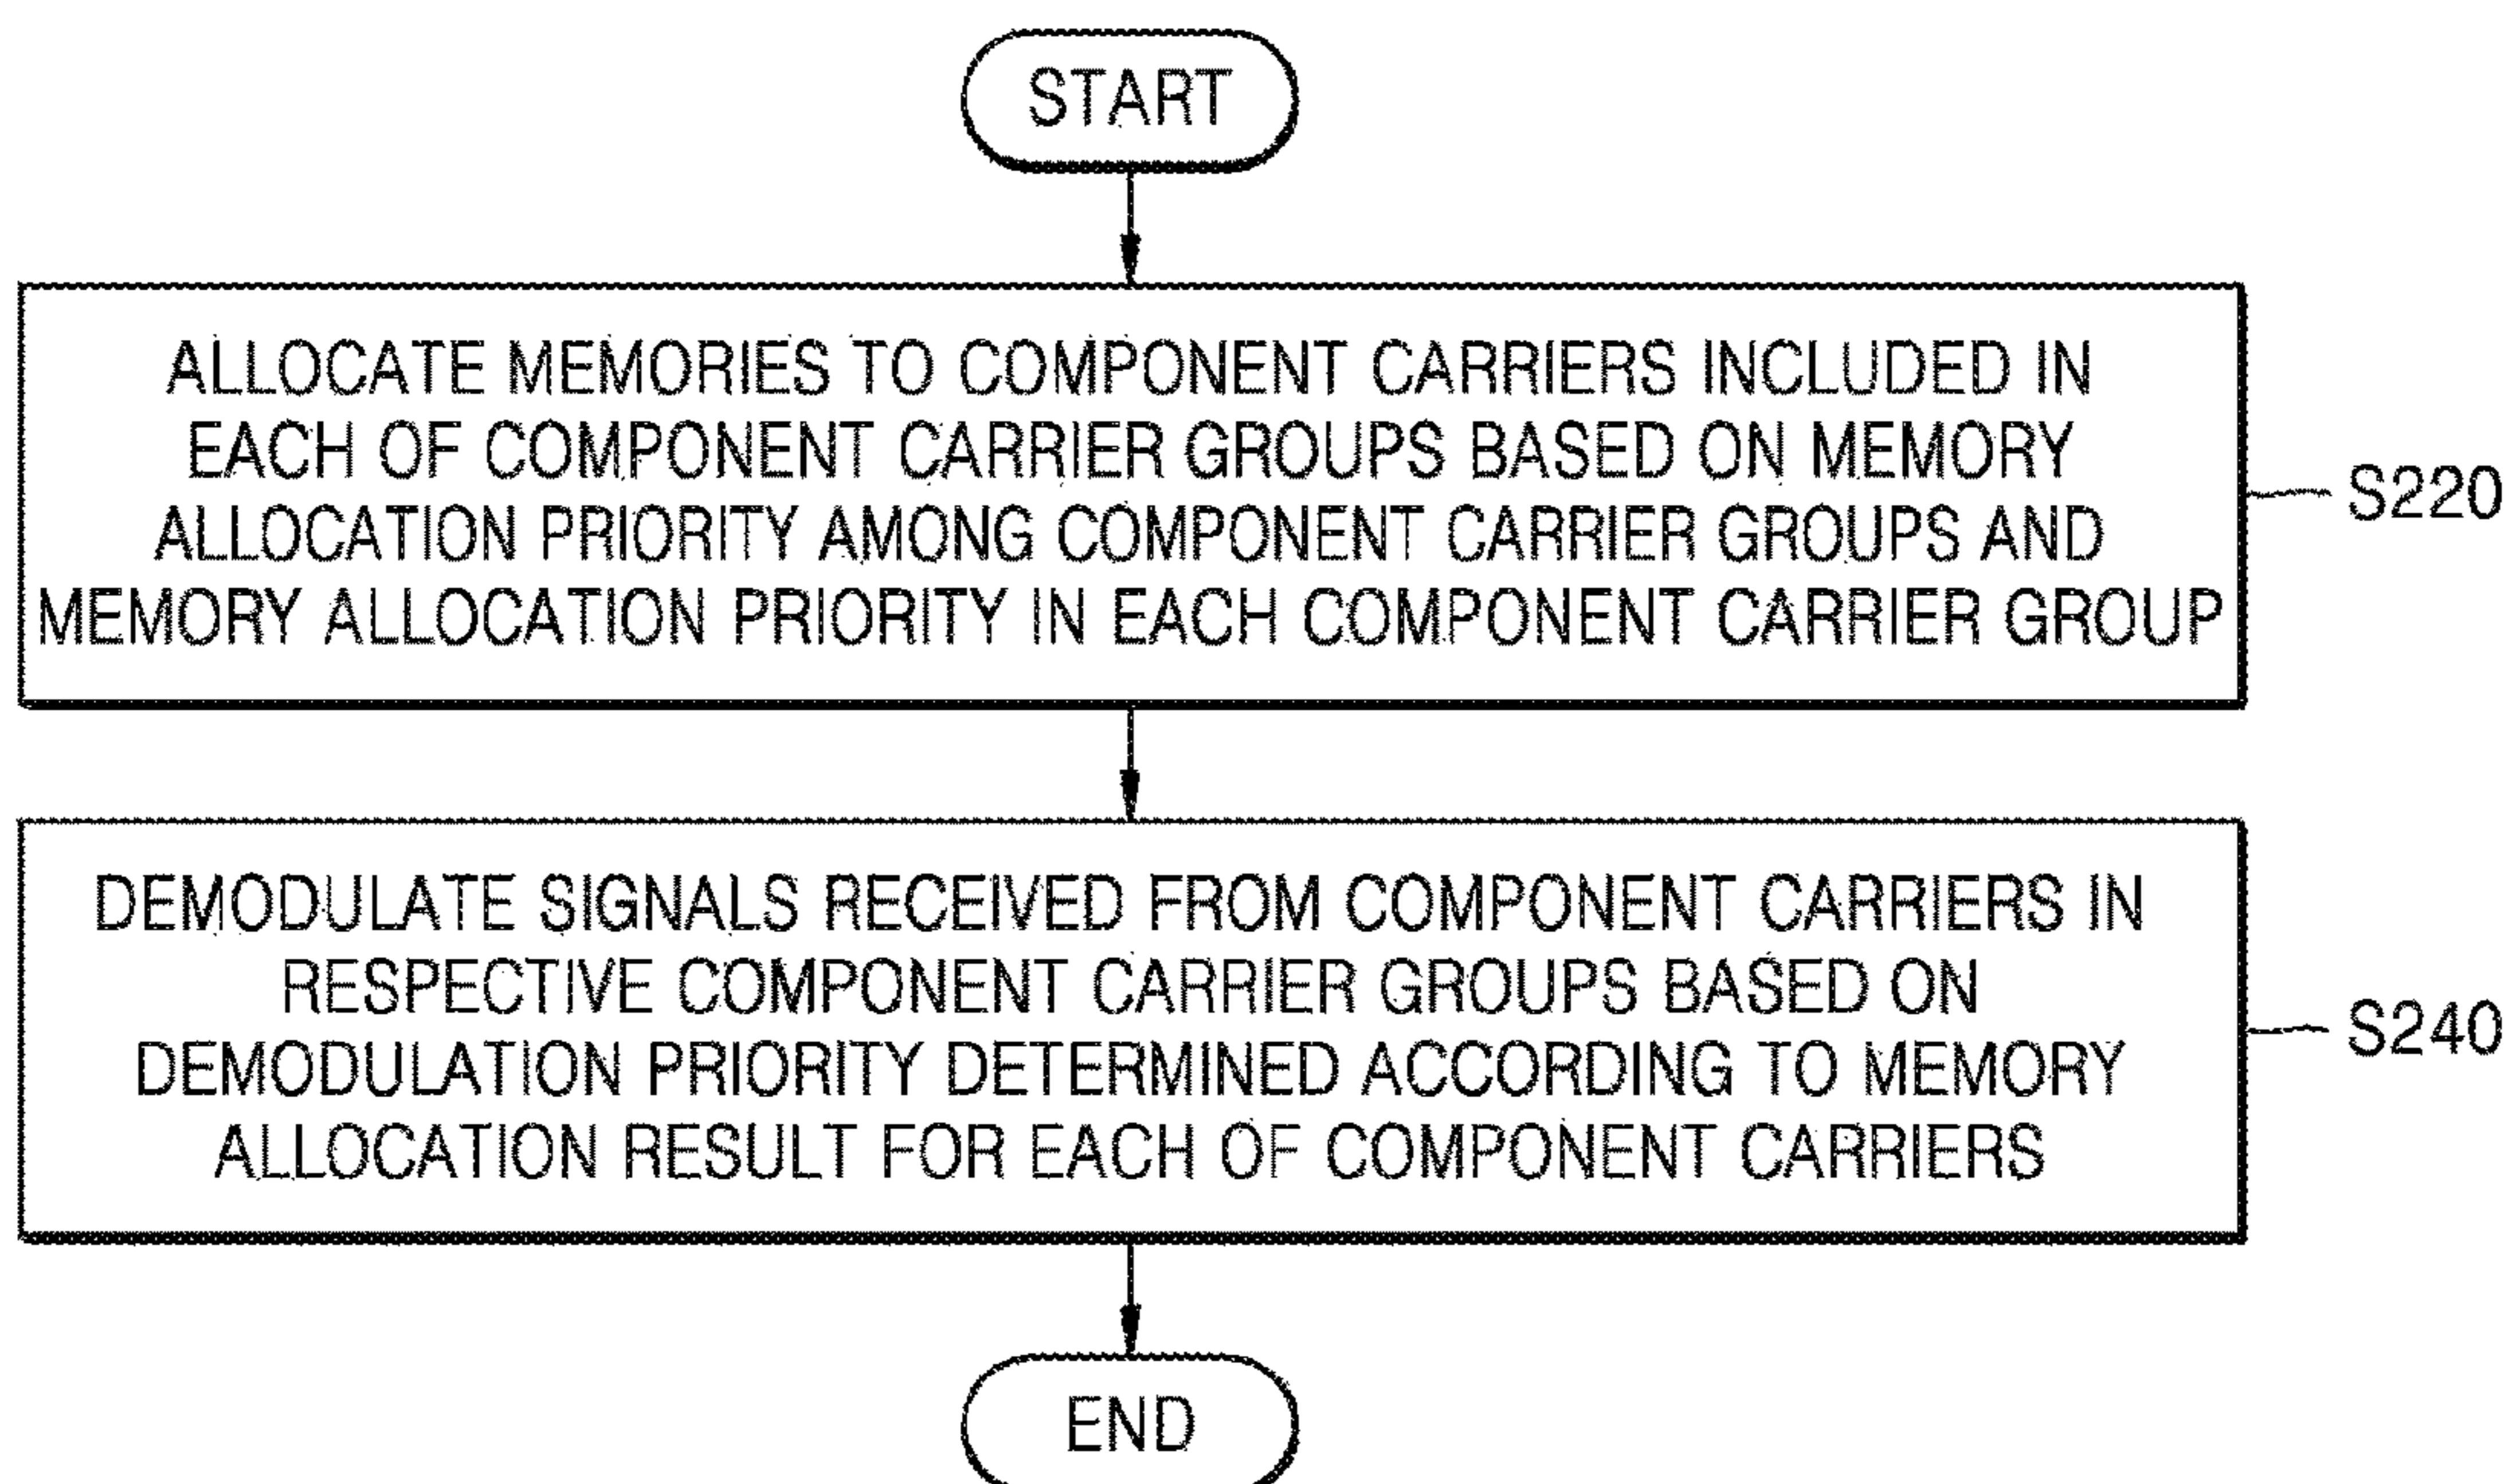 START
ALLOCATE MEMORIES TO COMPONENT CARRIERS INCLUDED IN
EACH OF COMPONENT CARRIER GROUPS BASED ON MEMORY
ALLOCATION PRIORITY AMONG COMPONENT CARRIER GROUPS AND
MEMORY ALLOCATION PRIORITY IN EACH COMPONENT CARRIER GROUP
S220
DEMODULATE SIGNALS RECEIVED FROM COMPONENT CARRIERS IN
RESPECTIVE COMPONENT CARRIER GROUPS BASED ON
DEMODULATION PRIORITY DETERMINED ACCORDING TO MEMORY
ALLOCATION RESULT FOR EACH OF COMPONENT CARRIERS
S240
END